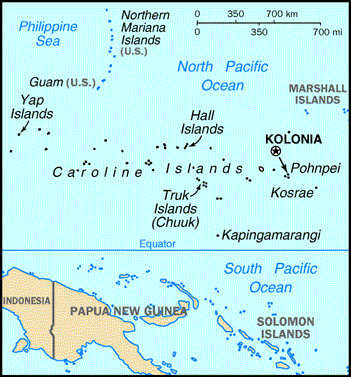 Philippine
Sea
Northern
Mariana
Islands
(U.S.)
0 350 700 km
0 350 700 mi
Guam (U.S.)
North Pacific
Ocean
MARSHALL
ISLANDS
Yap
Islands
Hall
Islands
KOLONIA
Caroline Islands
Pohnpei
Kosrae
Truk
Islands
(Chuuk)
Kapingamarangi
Equator
South Pacific
Ocean
INDONESIA
PAPUA NEW GUINEA
SOLOMON
ISLANDS